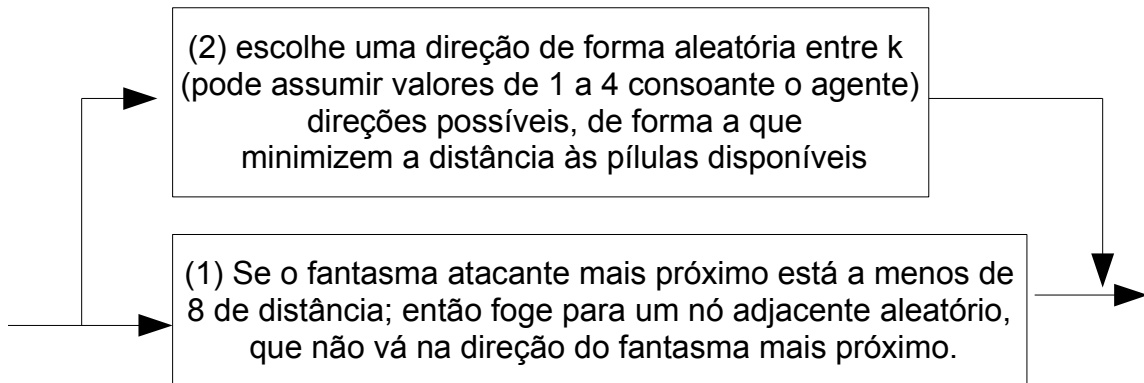 (2) escolhe uma direção de forma aleatória entre k
(pode assumir valores de 1 a 4 consoante o agente)
direções possíveis, de forma a que
minimizem a distância às pílulas disponíveis
(1) Se o fantasma atacante mais próximo está a menos de
8 de distância; então foge para um nó adjacente aleatório,
que não vá na direção do fantasma mais próximo.